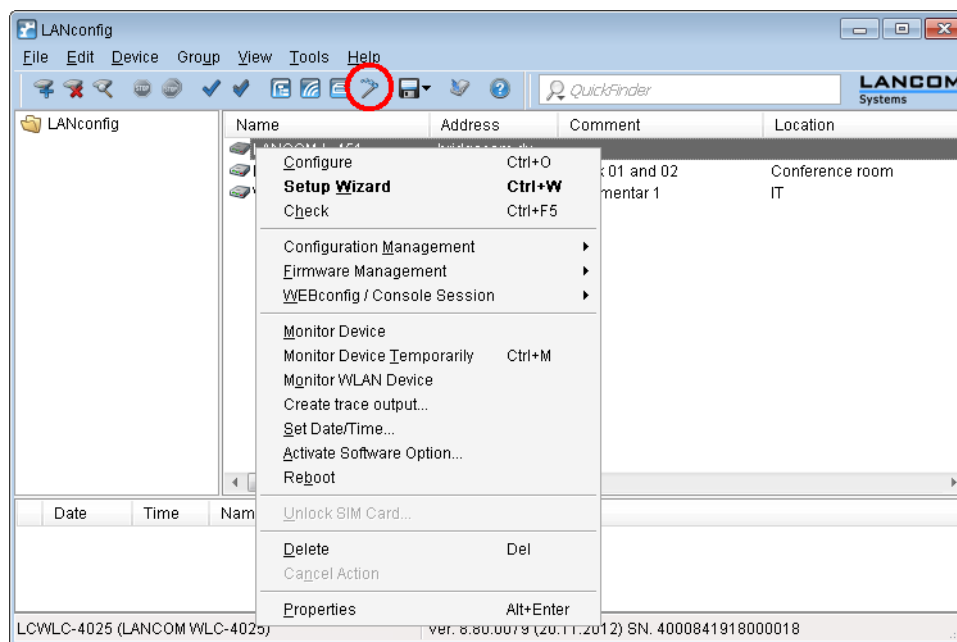 LANconfig
File Edit Device Group View Tools Help
QuickFinder
LANCOM
Systems
LANconfig
Name Address Comment Location
01 and 02 Conference room
mentar 1 IT
Configure Ctrl+O
Setup Wizard Ctrl+W
Check Ctrl+F5
Configuration Management
Firmware Management
WEBconfig / Console Session
Monitor Device
Monitor Device Temporarily Ctrl+M
Monitor WLAN Device
Create trace output...
Set Date/Time...
Activate Software Option...
Reboot
Unlock SIM Card...
Delete Del
Cancel Action
Properties Alt+Enter
Date Time Nam
LCWLC-4025 (LANCOM WLC-4025) Ver. 8.80.0079 (20.11.2012) SN. 4000841918000018